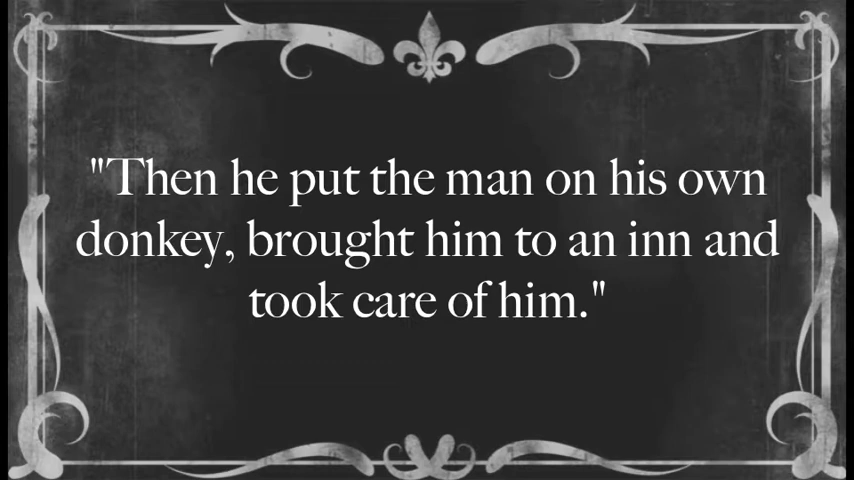 "Then he put the man on his own
donkey, brought him to an inn and
took care of him."